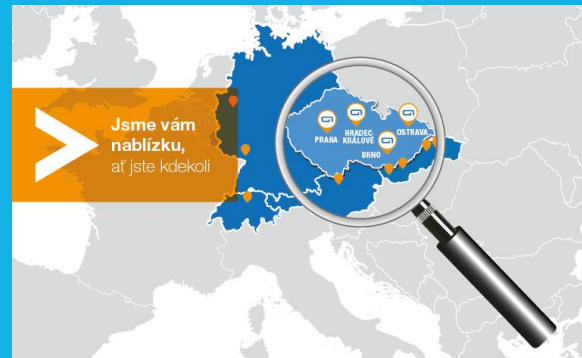 Jsme vám
nablízku,
ať jste kdekoli
PRAHA
HRADEC
KRÁLOVÉ
OSTRAVA
BRNO